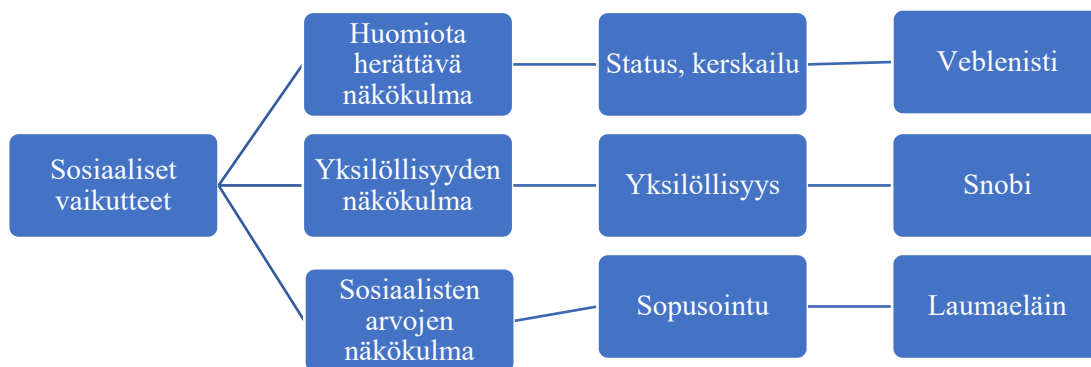 Sosiaaliset
vaikutteet
Huomiota
herättävä
näkökulma
Status, kerskailu
Veblenisti
Yksilöllisyyden
näkökulma
Yksilöllisyys
Snobi
Sosiaalisten
arvojen
näkökulma
Sopusointu
Laumaeläin